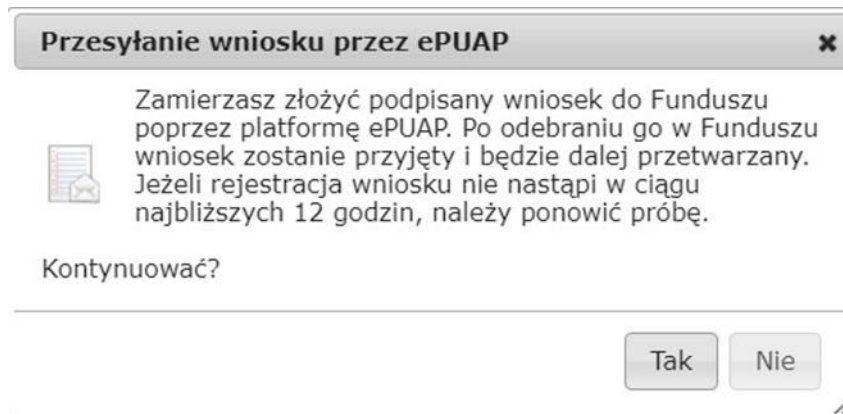 Przesyłanie wniosku przez ePUAP
Zamierzasz złożyć podpisany wniosek do Funduszu
poprzez platformę ePUAP. Po odebraniu go w Funduszu
wniosek zostanie przyjęty i będzie dalej przetwarzany.
Jeżeli rejestracja wniosku nie nastąpi w ciągu
najbliższych 12 godzin, należy ponowić próbę.
Kontynuować?
Tak Nie